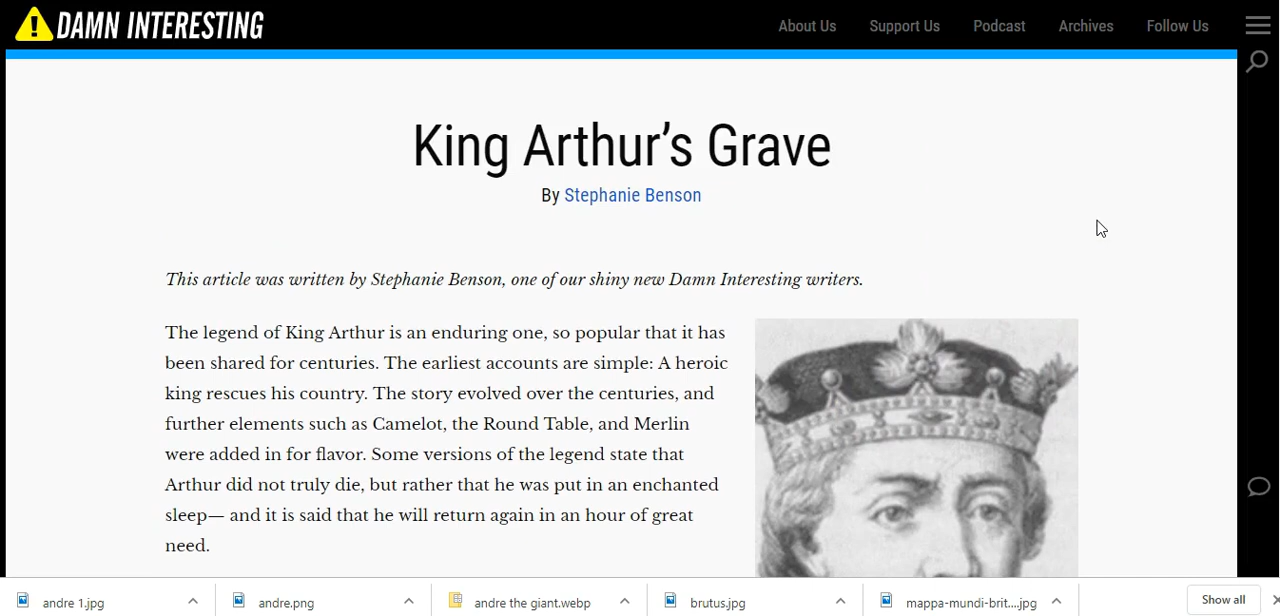 DAMN INTERESTING
About Us Support Us Podcast Archives Follow Us
King Arthur’s Grave
By Stephanie Benson
This article was written by Stephanie Benson, one of our shiny new Damn Interesting writers.
The legend of King Arthur is an enduring one, so popular that it has
been shared for centuries. The earliest accounts are simple: A heroic
king rescues his country. The story evolved over the centuries, and
further elements such as Camelot, the Round Table, and Merlin
were added in for flavor. Some versions of the legend state that
Arthur did not truly die, but rather that he was put in an enchanted
sleep— and it is said that he will return again in an hour of great
need.
andre 1.jpg andre.png andre the giant.webp brutus.jpg mappa-mundi-brit....jpg Show all